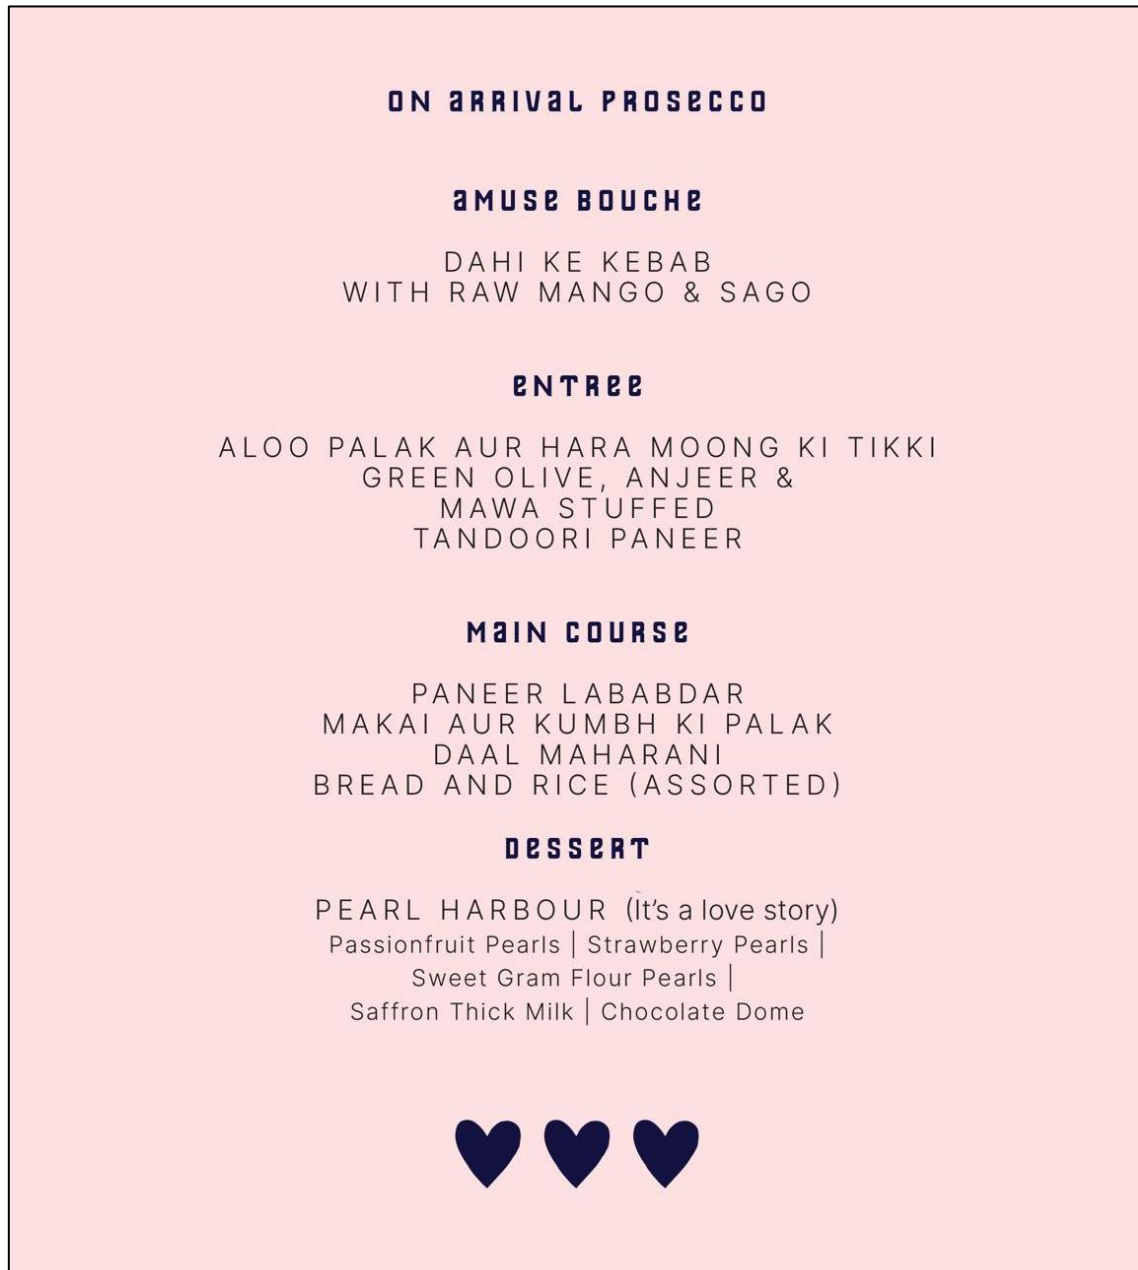 ON ARRIVAL PROSECCO
AMUSE BOUCHE
DAHI KE KEBAB
WITH RAW MANGO & SAGO
ENTREE
ALOO PALAK AUR HARA MOONG KI TIKKI
GREEN OLIVE, ANJEER &
MAWA STUFFED
TANDOORI PANEER
MAIN COURSE
PANEER LABABDAR
MAKAI AUR KUMBH KI PALAK
DAAL MAHARANI
BREAD AND RICE (ASSORTED)
DESSERT
PEARL HARBOUR (It's a love story)
Passionfruit Pearls | Strawberry Pearls |
Sweet Gram Flour Pearls |
Saffron Thick Milk | Chocolate Dome